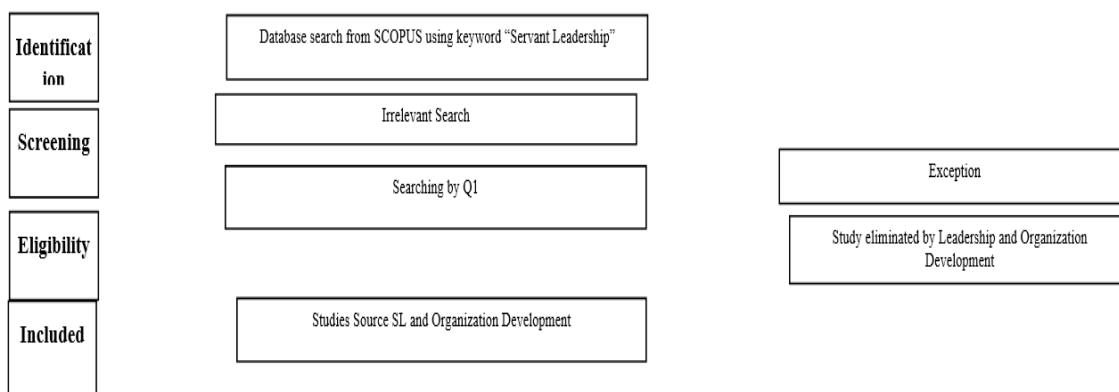 Identificat
ion
Database search from SCOPUS using keyword “Servant Leadership”
Screening
Irrelevant Search
Searching by Q1
Exception
Eligibility
Study eliminated by Leadership and Organization
Development
Included
Studies Source SL and Organization Development